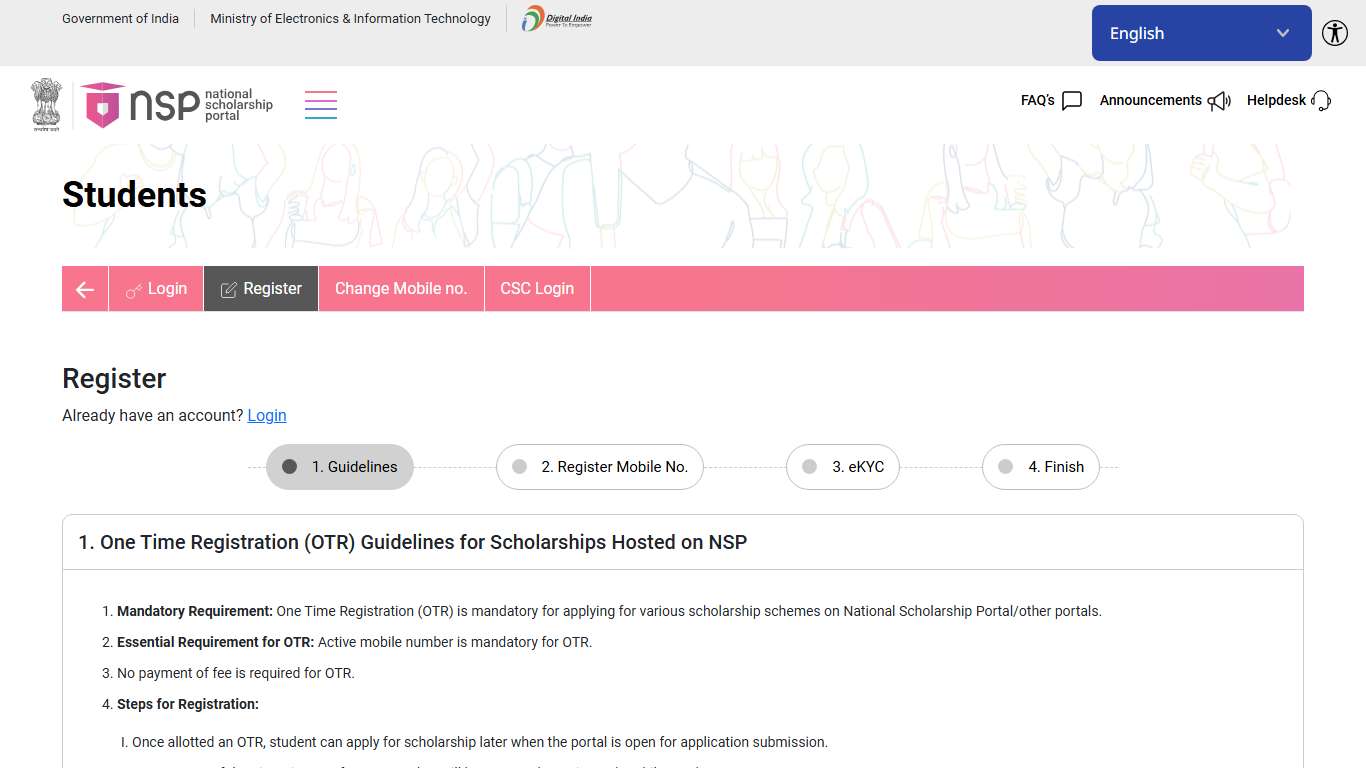 Government of India
Ministry of Electronics & Information Technology
Digital India
Power To Empower
English
सत्यमेव जयते
nsp national scholarship portal
FAQ's
Announcements
Helpdesk
Students
Login
Register
Change Mobile no.
CSC Login
Register
Already have an account? Login
1. Guidelines
2. Register Mobile No.
3. eKYC
4. Finish
1. One Time Registration (OTR) Guidelines for Scholarships Hosted on NSP
1. Mandatory Requirement: One Time Registration (OTR) is mandatory for applying for various scholarship schemes on National Scholarship Portal/other portals.
2. Essential Requirement for OTR: Active mobile number is mandatory for OTR.
3. No payment of fee is required for OTR.
4. Steps for Registration:
I. Once allotted an OTR, student can apply for scholarship later when the portal is open for application submission.